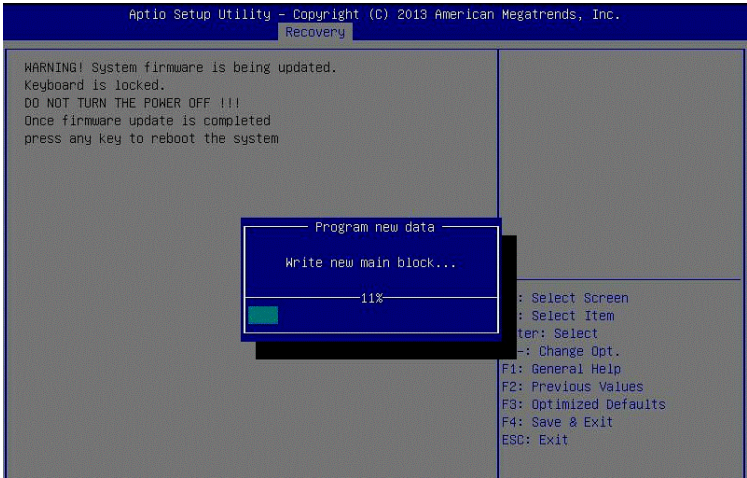 Aptio Setup Utility – Copyright (C) 2013 American Megatrends, Inc.
Recovery
WARNING! System firmware is being updated.
Keyboard is locked.
DO NOT TURN THE POWER OFF !!!
Once firmware update is completed
press any key to reboot the system
Program new data
Write new main block...
11%
: Select Screen
: Select Item
ter: Select
-: Change Opt.
F1: General Help
F2: Previous Values
F3: Optimized Defaults
F4: Save & Exit
ESC: Exit